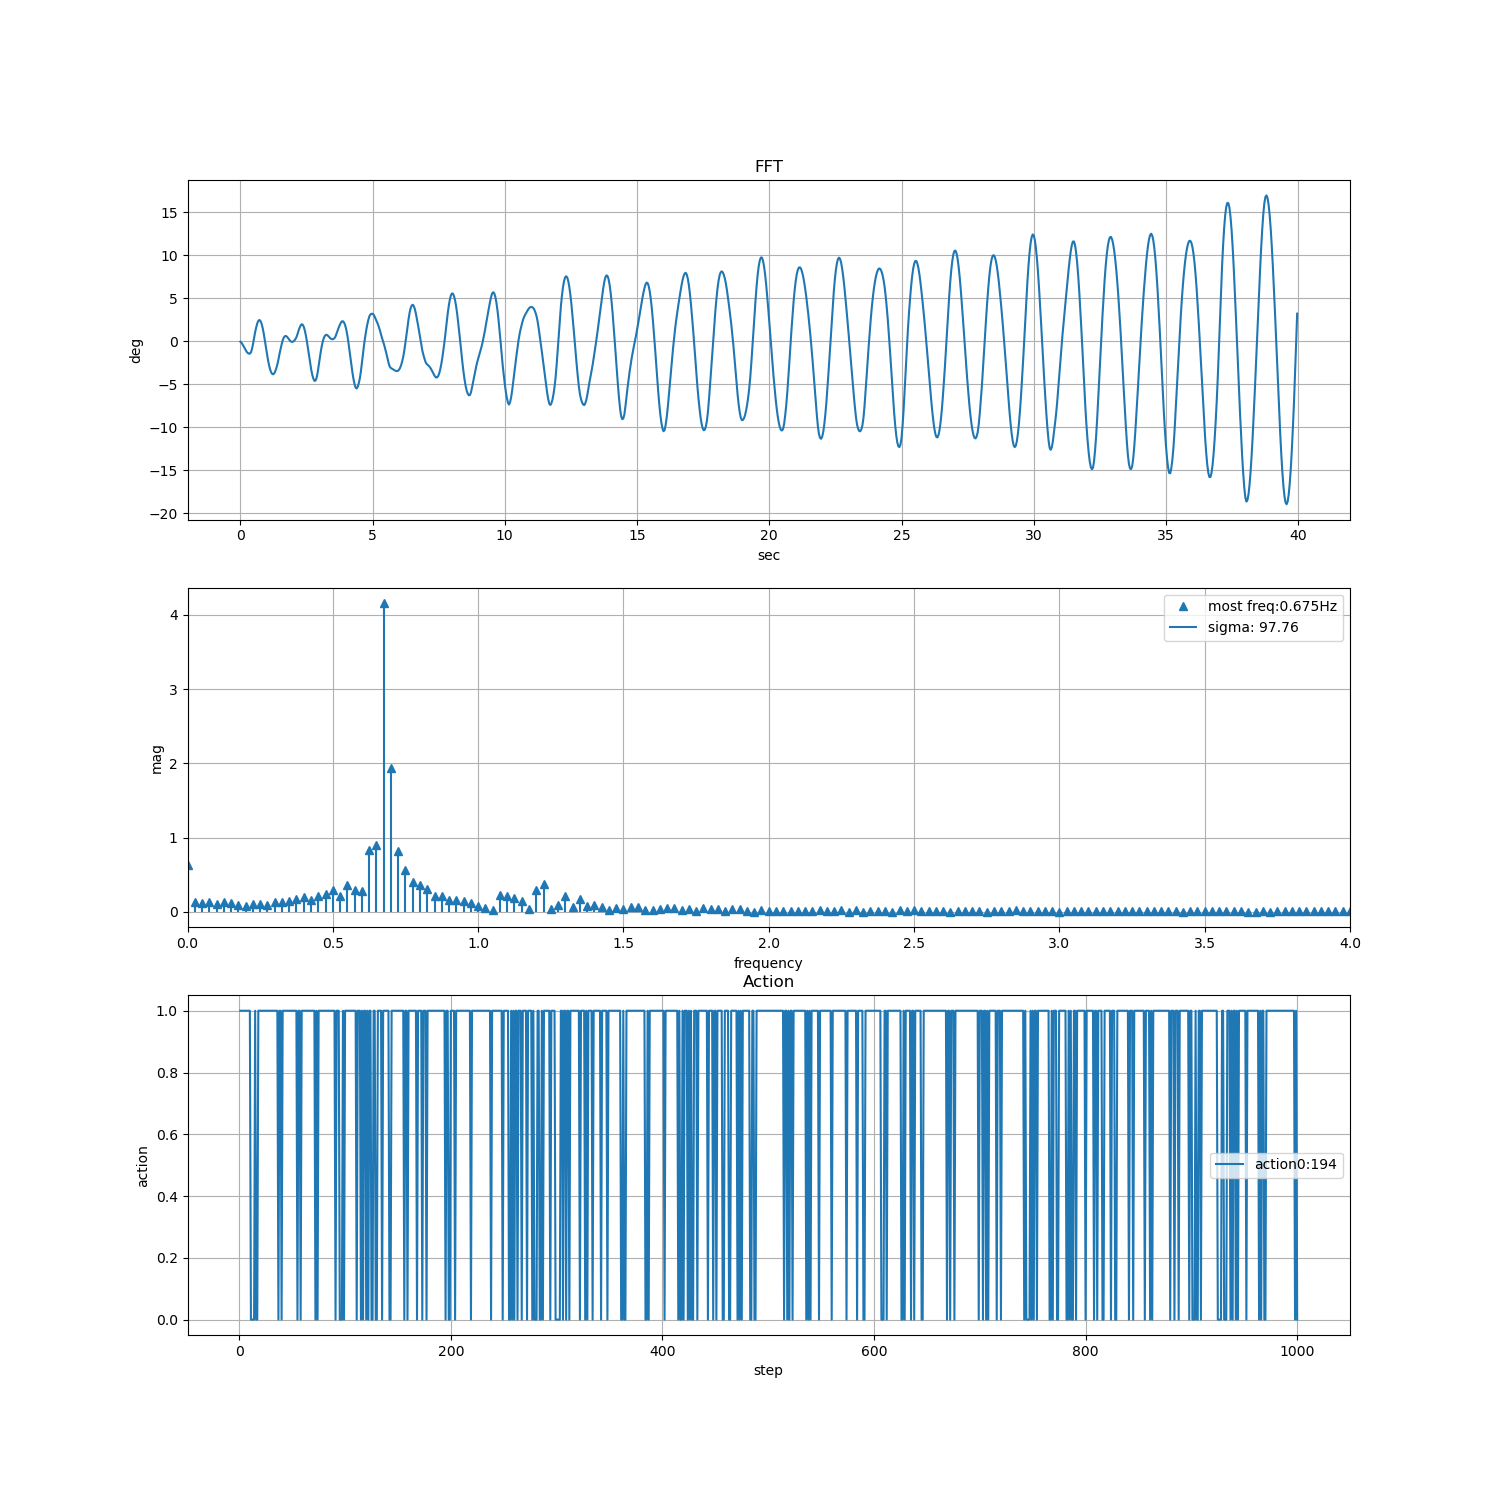 FFT
15
10
5
0
−5
−10
−15
−20
deg
0 5 10 15 20 25 30 35 40
sec
4
3
2
1
0
mag
most freq:0.675Hz
sigma: 97.76
0.0 0.5 1.0 1.5 2.0 2.5 3.0 3.5 4.0
frequency
Action
1.0
0.8
0.6
0.4
0.2
0.0
action
action0:194
0 200 400 600 800 1000
step